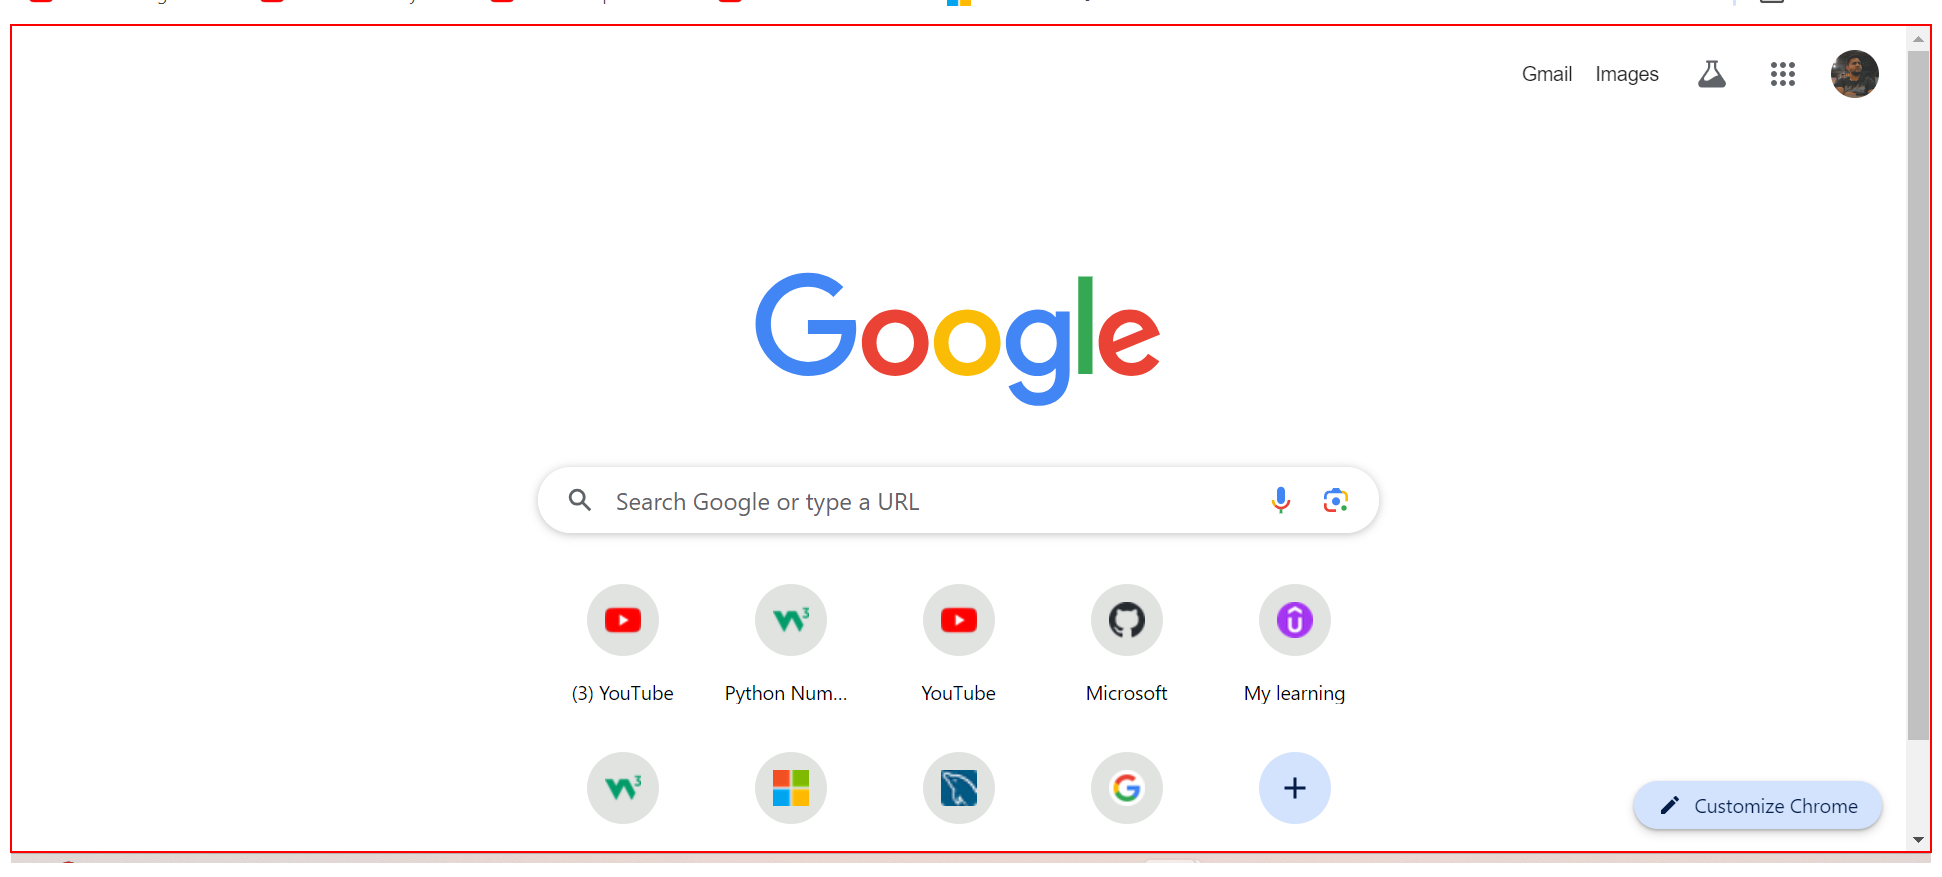 Gmail Images
Google
Search Google or type a URL
(3) YouTube Python Num... YouTube Microsoft My learning
Customize Chrome